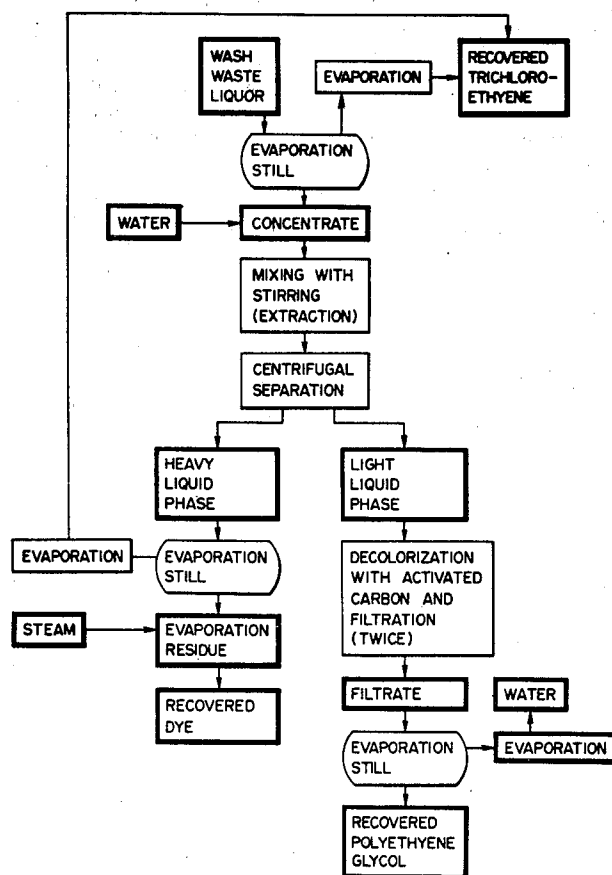 WASH
WASTE
LIQUOR
EVAPORATION
RECOVERED
TRICHLORO-
ETHYENE
EVAPORATION
STILL
WATER
CONCENTRATE
MIXING WITH
STIRRING
(EXTRACTION)
CENTRIFUGAL
SEPARATION
HEAVY
LIQUID
PHASE
LIGHT
LIQUID
PHASE
EVAPORATION
EVAPORATION
STILL
DECOLORIZATION
WITH ACTIVATED
CARBON AND
FILTRATION
(TWICE)
STEAM
EVAPORATION
RESIDUE
RECOVERED
DYE
FILTRATE
WATER
EVAPORATION
STILL
EVAPORATION
RECOVERED
POLYETHYENE
GLYCOL